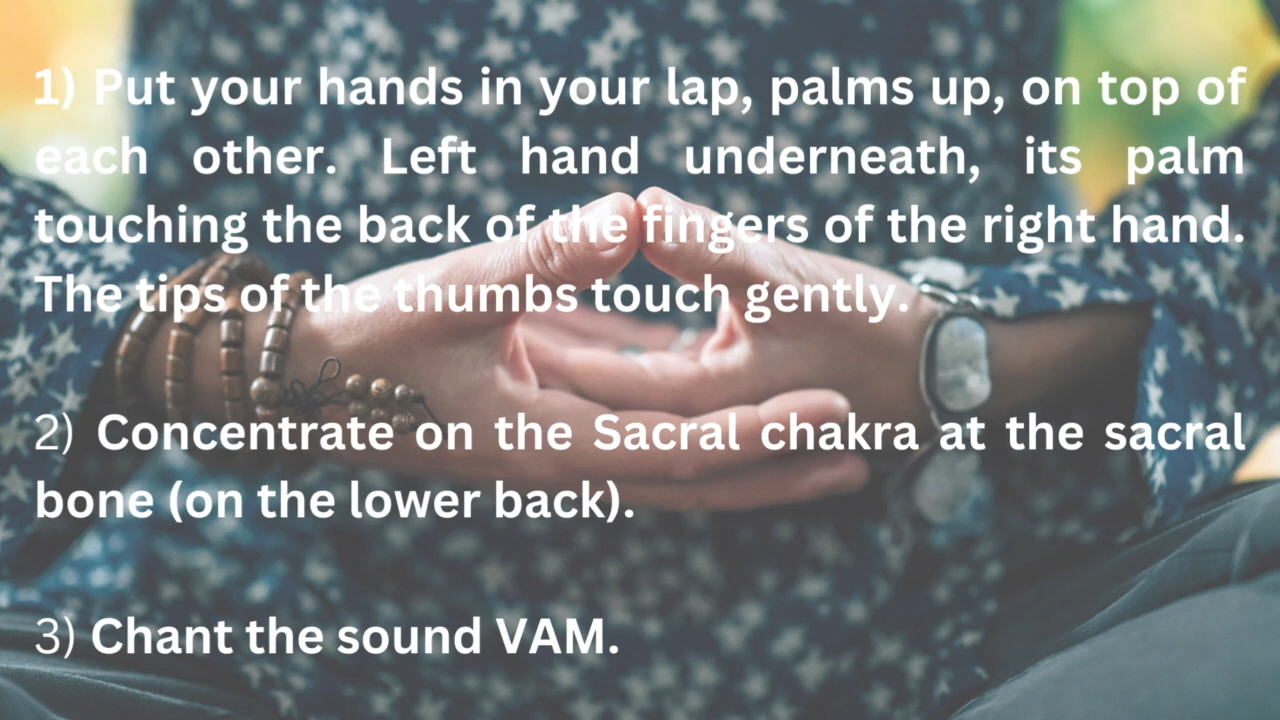 1) Put your hands in your lap, palms up, on top of
each other. Left hand underneath, its palm
touching the back of the fingers of the right hand.
The tips of the thumbs touch gently.
2) Concentrate on the Sacral chakra at the sacral
bone (on the lower back).
3) Chant the sound VAM.